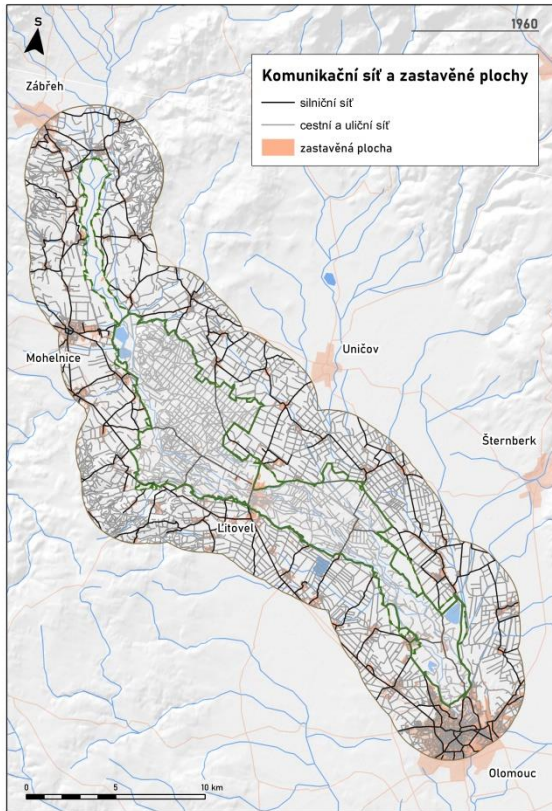 1960
S
Komunikační síť a zastavěné plochy
silniční síť
cestní a uliční síť
zastavěná plocha
Zábřeh
Mohelnice
Uničov
Šternberk
Litovel
Olomouc
0 5 10 km